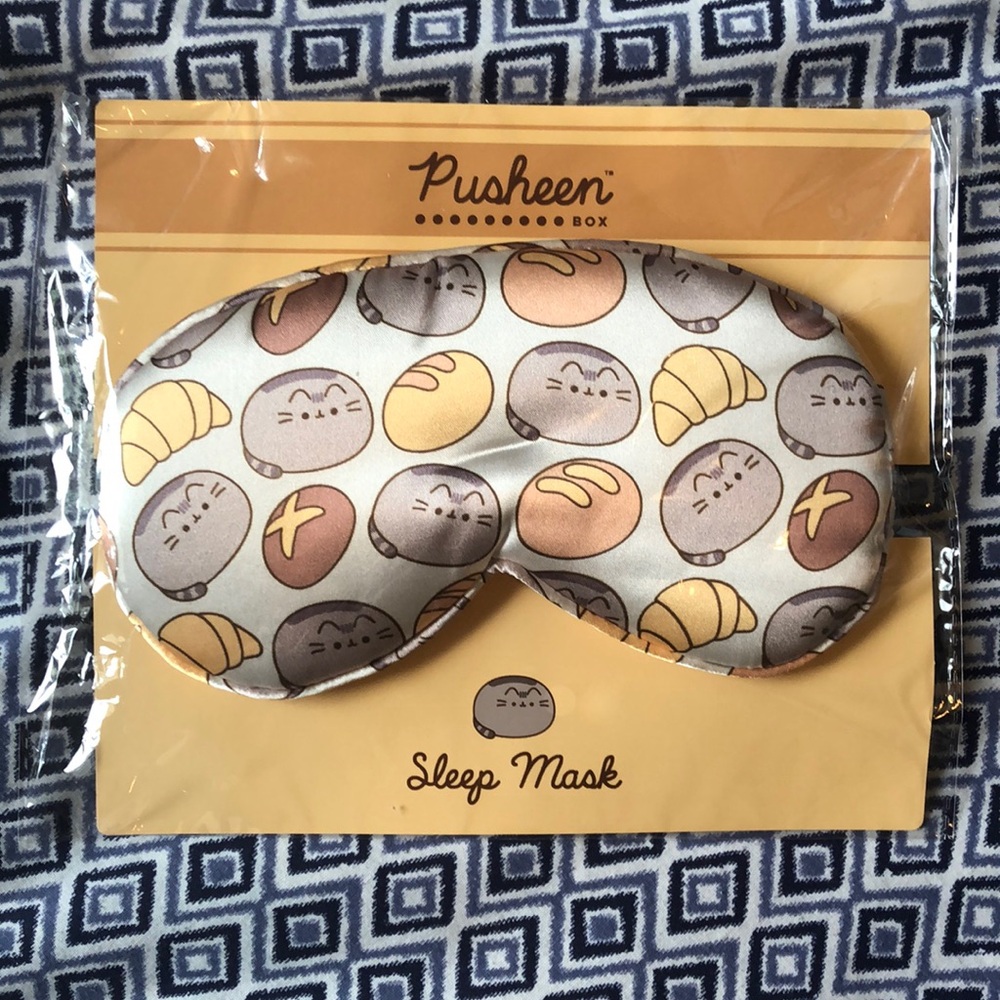 Pusheen™
BOX
Sleep Mask